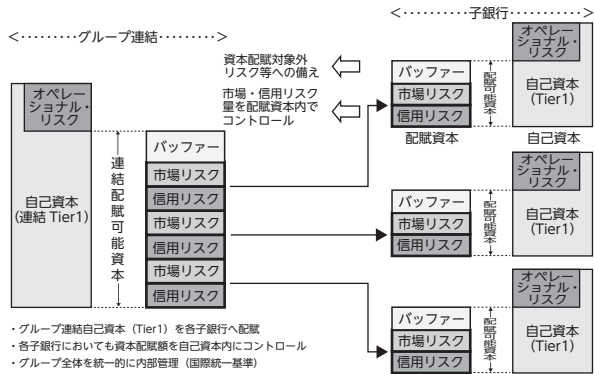 <………グループ連結………>
<………子銀行………>
オペレー
ショナル・
リスク
自己資本
(連結 Tier1)
連結配賦可能資本
バッファー
市場リスク
信用リスク
市場リスク
信用リスク
市場リスク
信用リスク
資本配賦対象外
リスク等への備え
市場・信用リスク
量を配賦資本内で
コントロール
バッファー
市場リスク
信用リスク
配賦資本
配賦可能資本
オペレー
ショナル・
リスク
自己資本
(Tier1)
自己資本
バッファー
市場リスク
信用リスク
配賦可能資本
オペレー
ショナル・
リスク
自己資本
(Tier1)
バッファー
市場リスク
信用リスク
配賦可能資本
オペレー
ショナル・
リスク
自己資本
(Tier1)
・グループ連結自己資本（Tier1）を各子銀行へ配賦
・各子銀行においても資本配賦額を自己資本内にコントロール
・グループ全体を統一的に内部管理（国際統一基準）